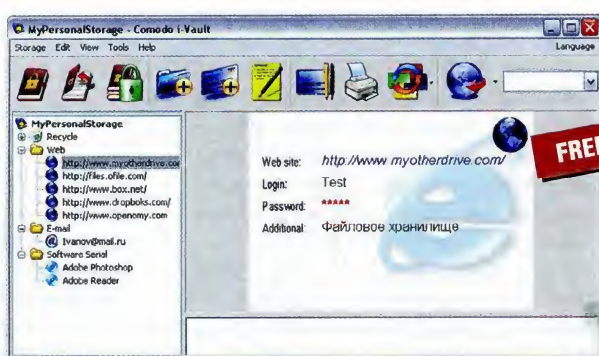 MyPersonalStorage - Comodo i-Vault
Storage Edit View Tools Help
Language
MyPersonalStorage
Recycle
Web
http://www.myotherdrive.con
http://files.ofile.com/
http://www.box.net/
http://www.dropboks.com/
http://www.openomy.com
E-mail
Ivanov@mail.ru
Software Serial
Adobe Photoshop
Adobe Reader
FREE
Web site: http://www myotherdrive.com/
Login: Test
Password: *****
Additional: Файловое хранилище